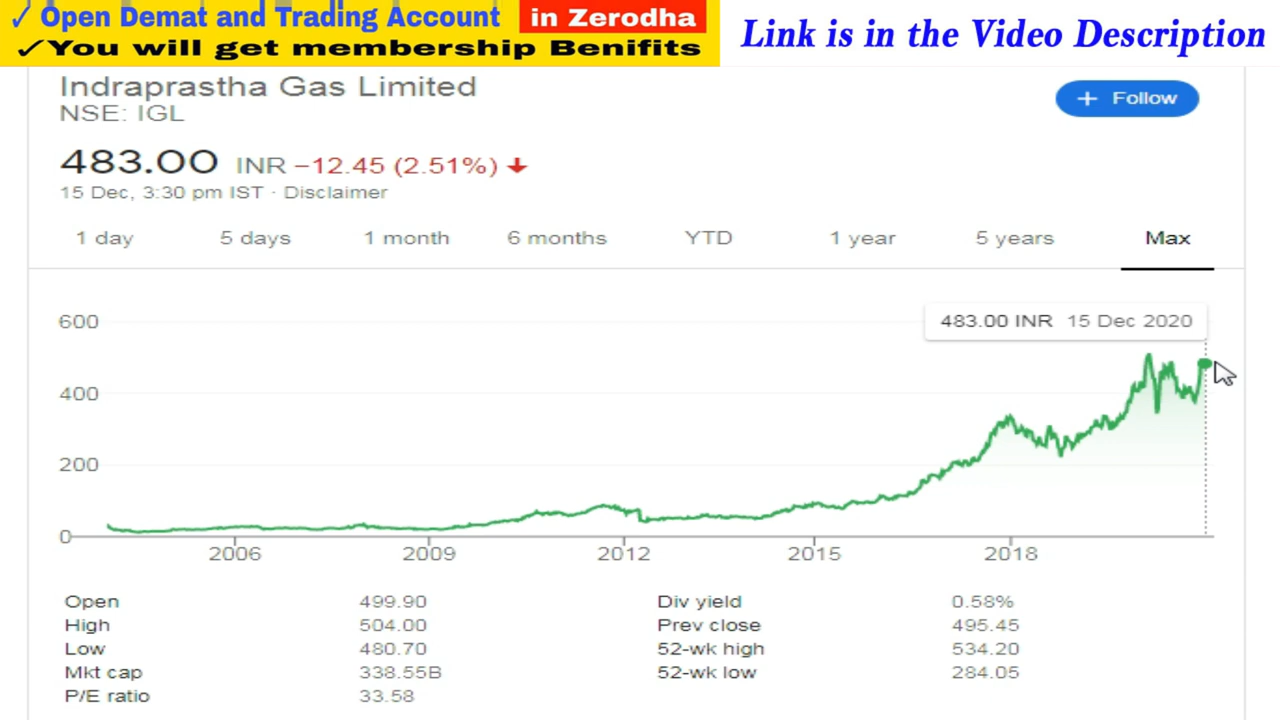 ✓ Open Demat and Trading Account in Zerodha
✓You will get membership Benifits
Link is in the Video Description
Indraprastha Gas Limited
NSE: IGL
+ Follow
483.00 INR −12.45 (2.51%) ↓
15 Dec, 3:30 pm IST · Disclaimer
1 day 5 days 1 month 6 months YTD 1 year 5 years Max
483.00 INR 15 Dec 2020
600
400
200
0
2006 2009 2012 2015 2018
Open 499.90 Div yield 0.58%
High 504.00 Prev close 495.45
Low 480.70 52-wk high 534.20
Mkt cap 338.55B 52-wk low 284.05
P/E ratio 33.58